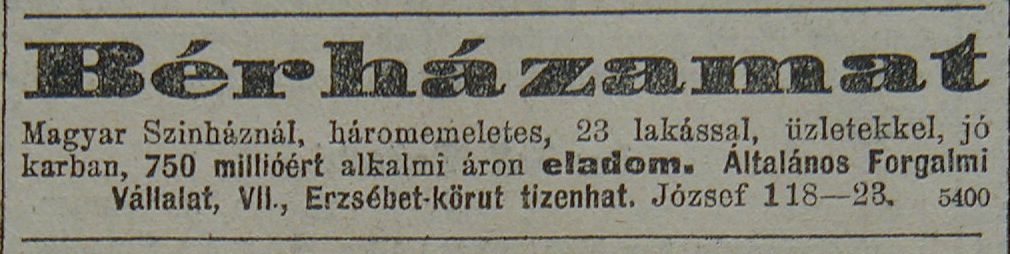 Bérházamat
Magyar Szinháznál, háromemeletes, 23 lakással, üzletekkel, jó
karban, 750 millióért alkalmi áron eladom. Általános Forgalmi
Vállalat, VII., Erzsébet-körut tizenhat. József 118—23. 5400